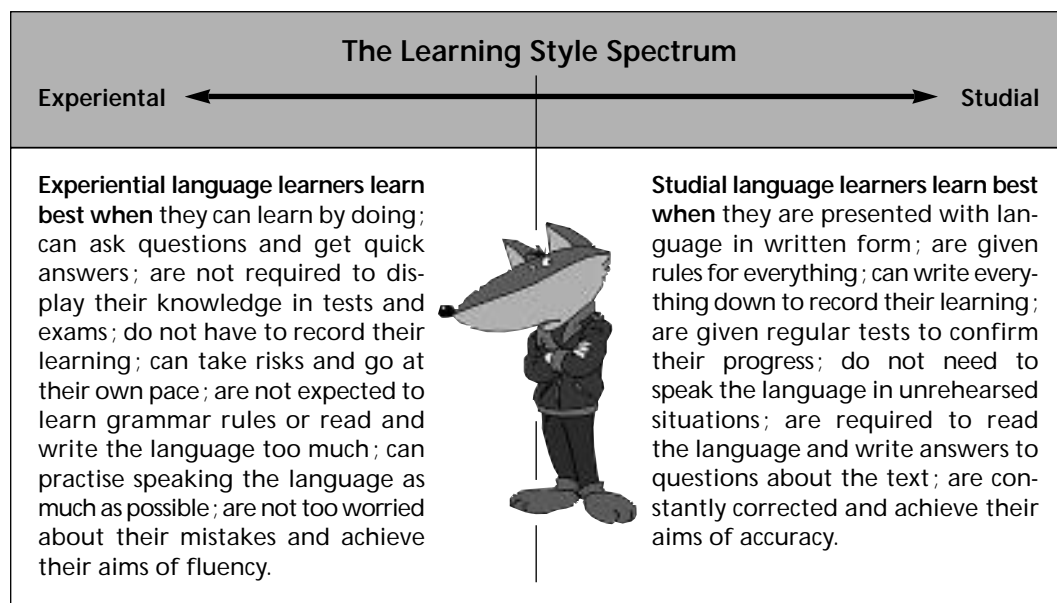 The Learning Style Spectrum
Experiental
Studial
Experiential language learners learn
best when they can learn by doing;
can ask questions and get quick
answers; are not required to dis-
play their knowledge in tests and
exams; do not have to record their
learning; can take risks and go at
their own pace; are not expected to
learn grammar rules or read and
write the language too much; can
practise speaking the language as
much as possible; are not too worried
about their mistakes and achieve
their aims of fluency.
Studial language learners learn best
when they are presented with lan-
guage in written form; are given
rules for everything; can write every-
thing down to record their learning;
are given regular tests to confirm
their progress; do not need to
speak the language in unrehearsed
situations; are required to read
the language and write answers to
questions about the text; are con-
stantly corrected and achieve their
aims of accuracy.